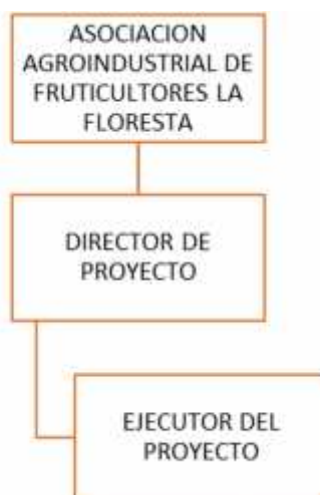 ASOCIACION
AGROINDUSTRIAL DE
FRUTICULTORES LA
FLORESTA
DIRECTOR DE
PROYECTO
EJECUTOR DEL
PROYECTO